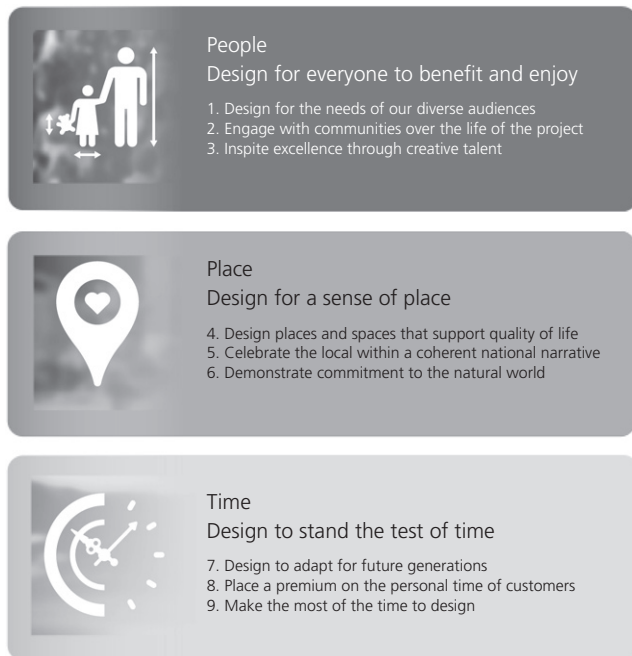 People
Design for everyone to benefit and enjoy
1. Design for the needs of our diverse audiences
2. Engage with communities over the life of the project
3. Inspite excellence through creative talent
Place
Design for a sense of place
4. Design places and spaces that support quality of life
5. Celebrate the local within a coherent national narrative
6. Demonstrate commitment to the natural world
Time
Design to stand the test of time
7. Design to adapt for future generations
8. Place a premium on the personal time of customers
9. Make the most of the time to design